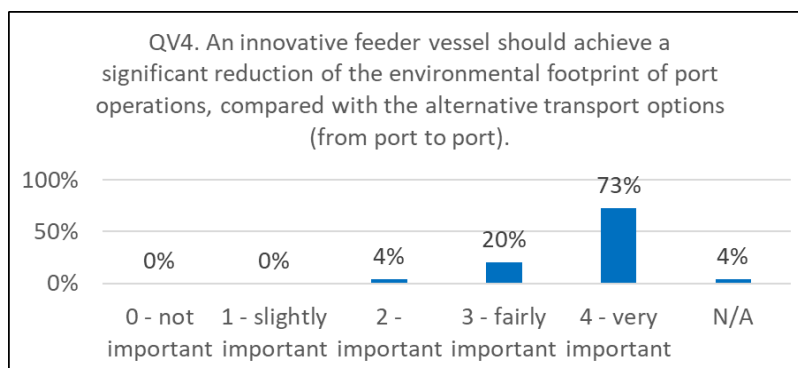 QV4. An innovative feeder vessel should achieve a
significant reduction of the environmental footprint of port
operations, compared with the alternative transport options
(from port to port).
100%
50%
0%
0%
0%
4%
20%
73%
4%
0 - not
important
1 - slightly
important
2 -
important
3 - fairly
important
4 - very
important
N/A